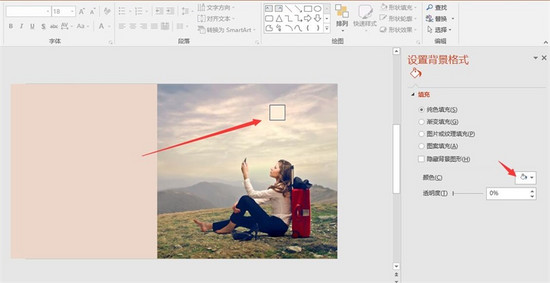 18
文字方向
对齐文本
转换为 SmartArt
排列
快速样式
形状填充
形状轮廓
形状效果
查找
替换
选择
字体
段落
绘图
编辑
设置背景格式
填充
纯色填充(S)
渐变填充(G)
图片或纹理填充(P)
图案填充(A)
隐藏背景图形(H)
颜色(C)
透明度(T)
0%